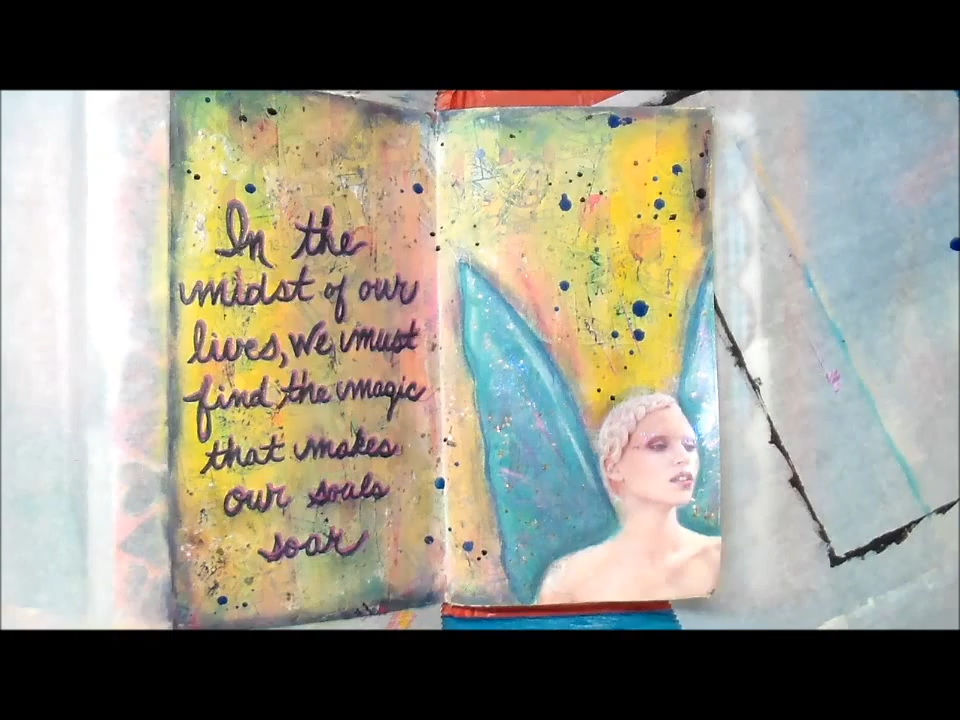 In the
midst of our
lives, we must
find the magic
that makes
our souls
soar